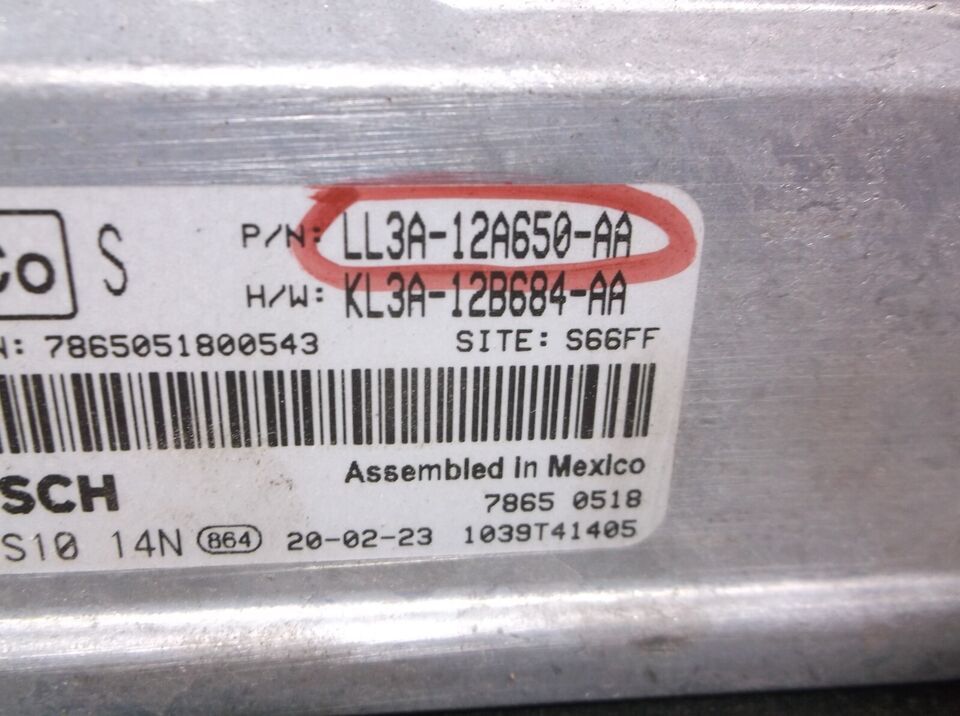 Co S P/N: LL3A-12A650-AA
H/W: KL3A-12B684-AA
N: 7865051800543 SITE: S66FF
Assembled in Mexico
SCH 7865 0518
S10 14N 864 20-02-23 1039T41405